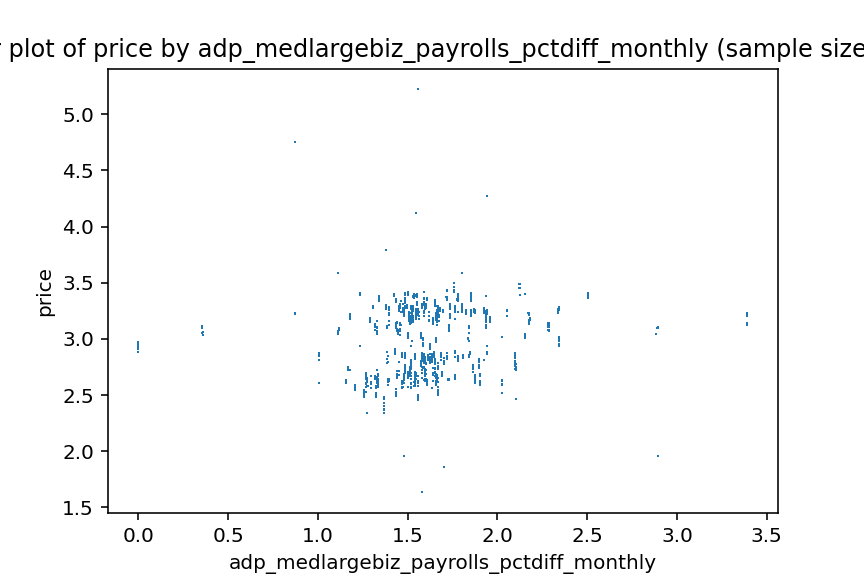 plot of price by adp_medlargebiz_payrolls_pctdiff_monthly (sample size
5.0
4.5
4.0
3.5
3.0
2.5
2.0
1.5
price
0.0 0.5 1.0 1.5 2.0 2.5 3.0 3.5
adp_medlargebiz_payrolls_pctdiff_monthly